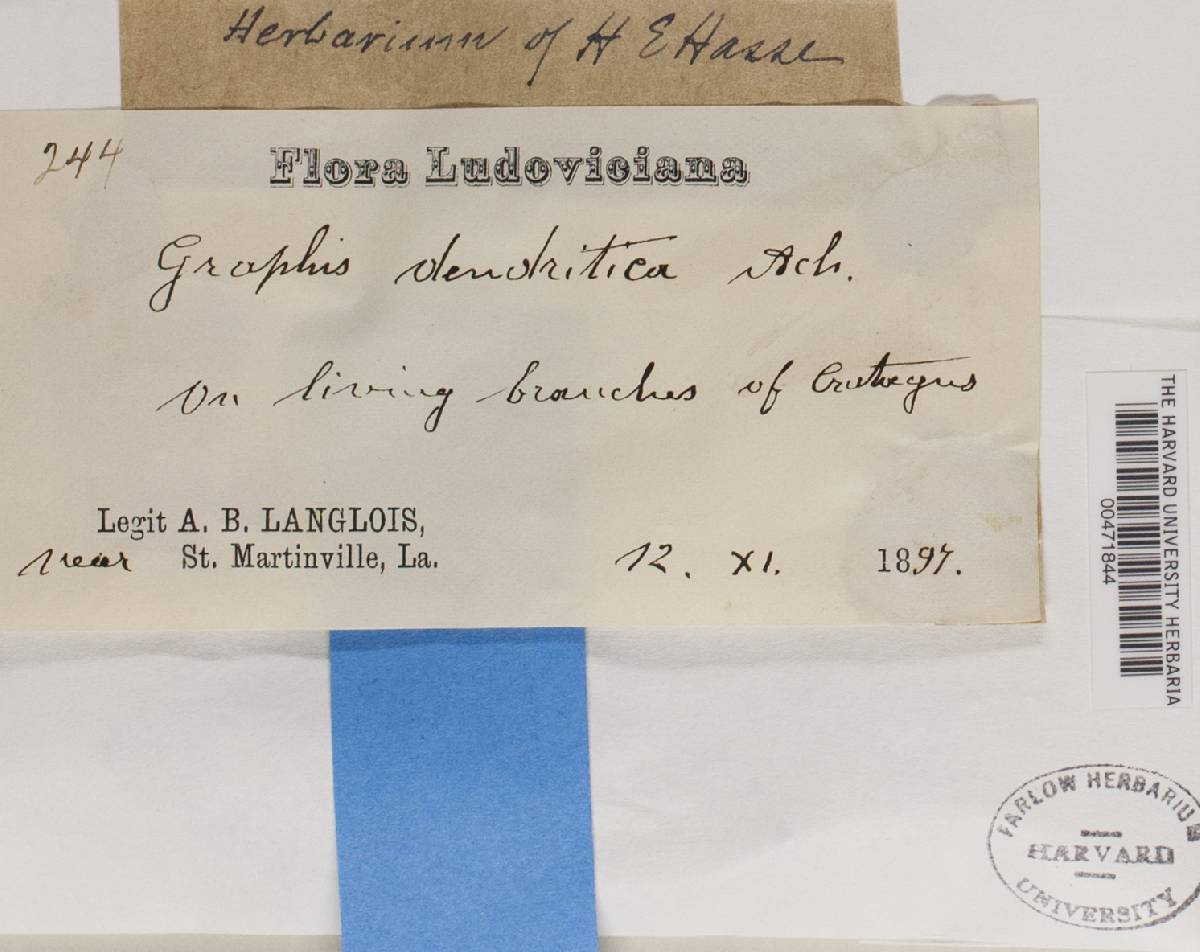 Herbarium of H E Hasse
244
Flora Ludoviciana
Graphis dendritica Ach.
On living branches of Crataegus
Legit A. B. LANGLOIS,
near St. Martinville, La.
12. XI. 1897.
THE HARVARD UNIVERSITY HERBARIA
00471844
FARLOW HERBARIU
HARVARD
UNIVERSITY